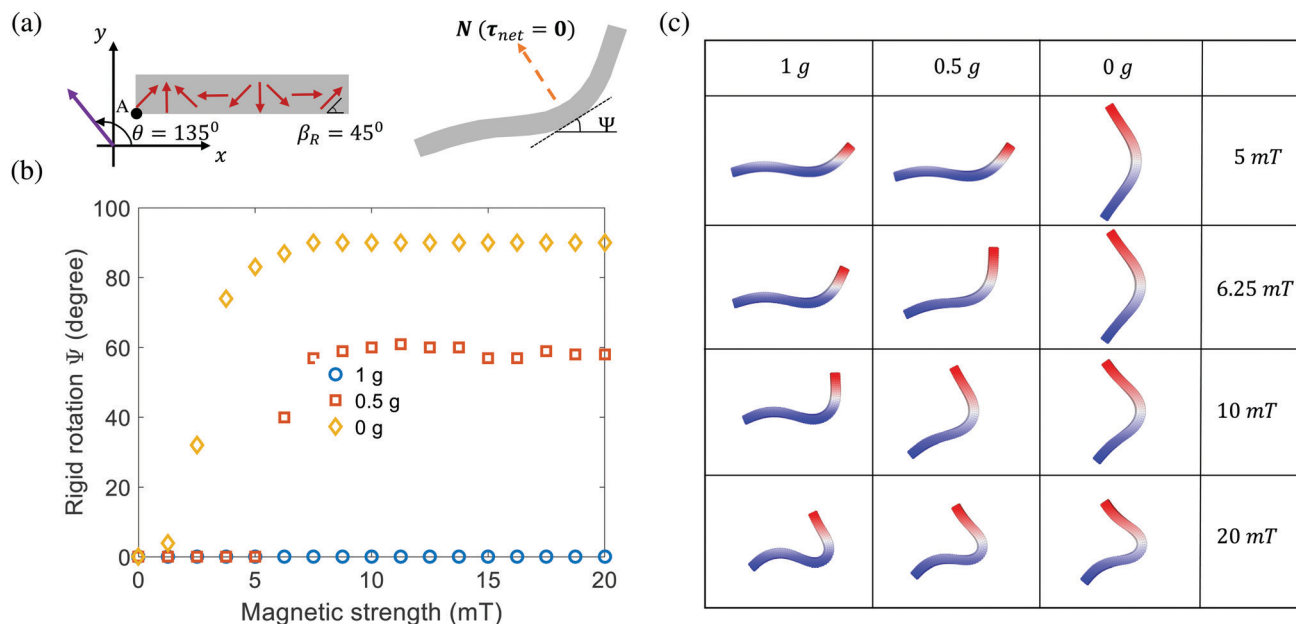 (a)
y
A
θ = 135⁰
x
β_R = 45⁰
N (τ_net = 0)
Ψ
(b)
100
80
60
40
20
0
0
5
10
15
20
Rigid rotation Ψ (degree)
Magnetic strength (mT)
1 g
0.5 g
0 g
(c)
1 g
0.5 g
0 g
5 mT
6.25 mT
10 mT
20 mT